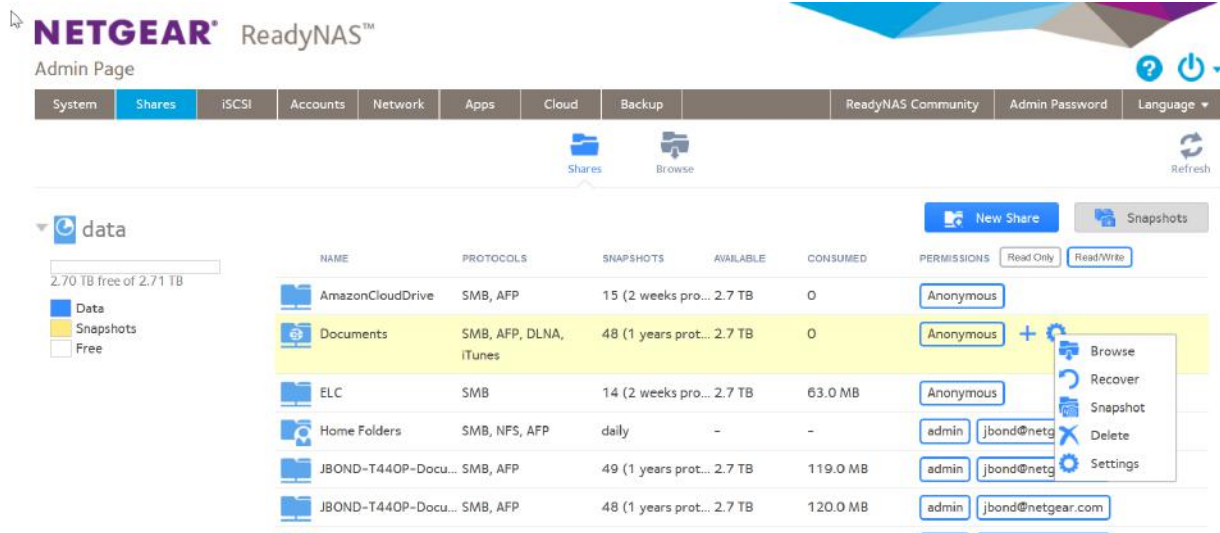 NETGEAR® ReadyNAS™
Admin Page
System Shares iSCSI Accounts Network Apps Cloud Backup ReadyNAS Community Admin Password Language
Shares Browse Refresh
data
New Share Snapshots
2.70 TB free of 2.71 TB
Data
Snapshots
Free
NAME PROTOCOLS SNAPSHOTS AVAILABLE CONSUMED PERMISSIONS Read Only Read/Write
AmazonCloudDrive SMB, AFP 15 (2 weeks pro... 2.7 TB 0 Anonymous
Documents SMB, AFP, DLNA, 48 (1 years prot... 2.7 TB 0 Anonymous
iTunes
ELC SMB 14 (2 weeks pro... 2.7 TB 63.0 MB Anonymous
Home Folders SMB, NFS, AFP daily - - admin jbond@netg
JBOND-T440P-Docu... SMB, AFP 49 (1 years prot... 2.7 TB 119.0 MB admin jbond@netg
JBOND-T440P-Docu... SMB, AFP 48 (1 years prot... 2.7 TB 120.0 MB admin jbond@netgear.com
Browse
Recover
Snapshot
Delete
Settings